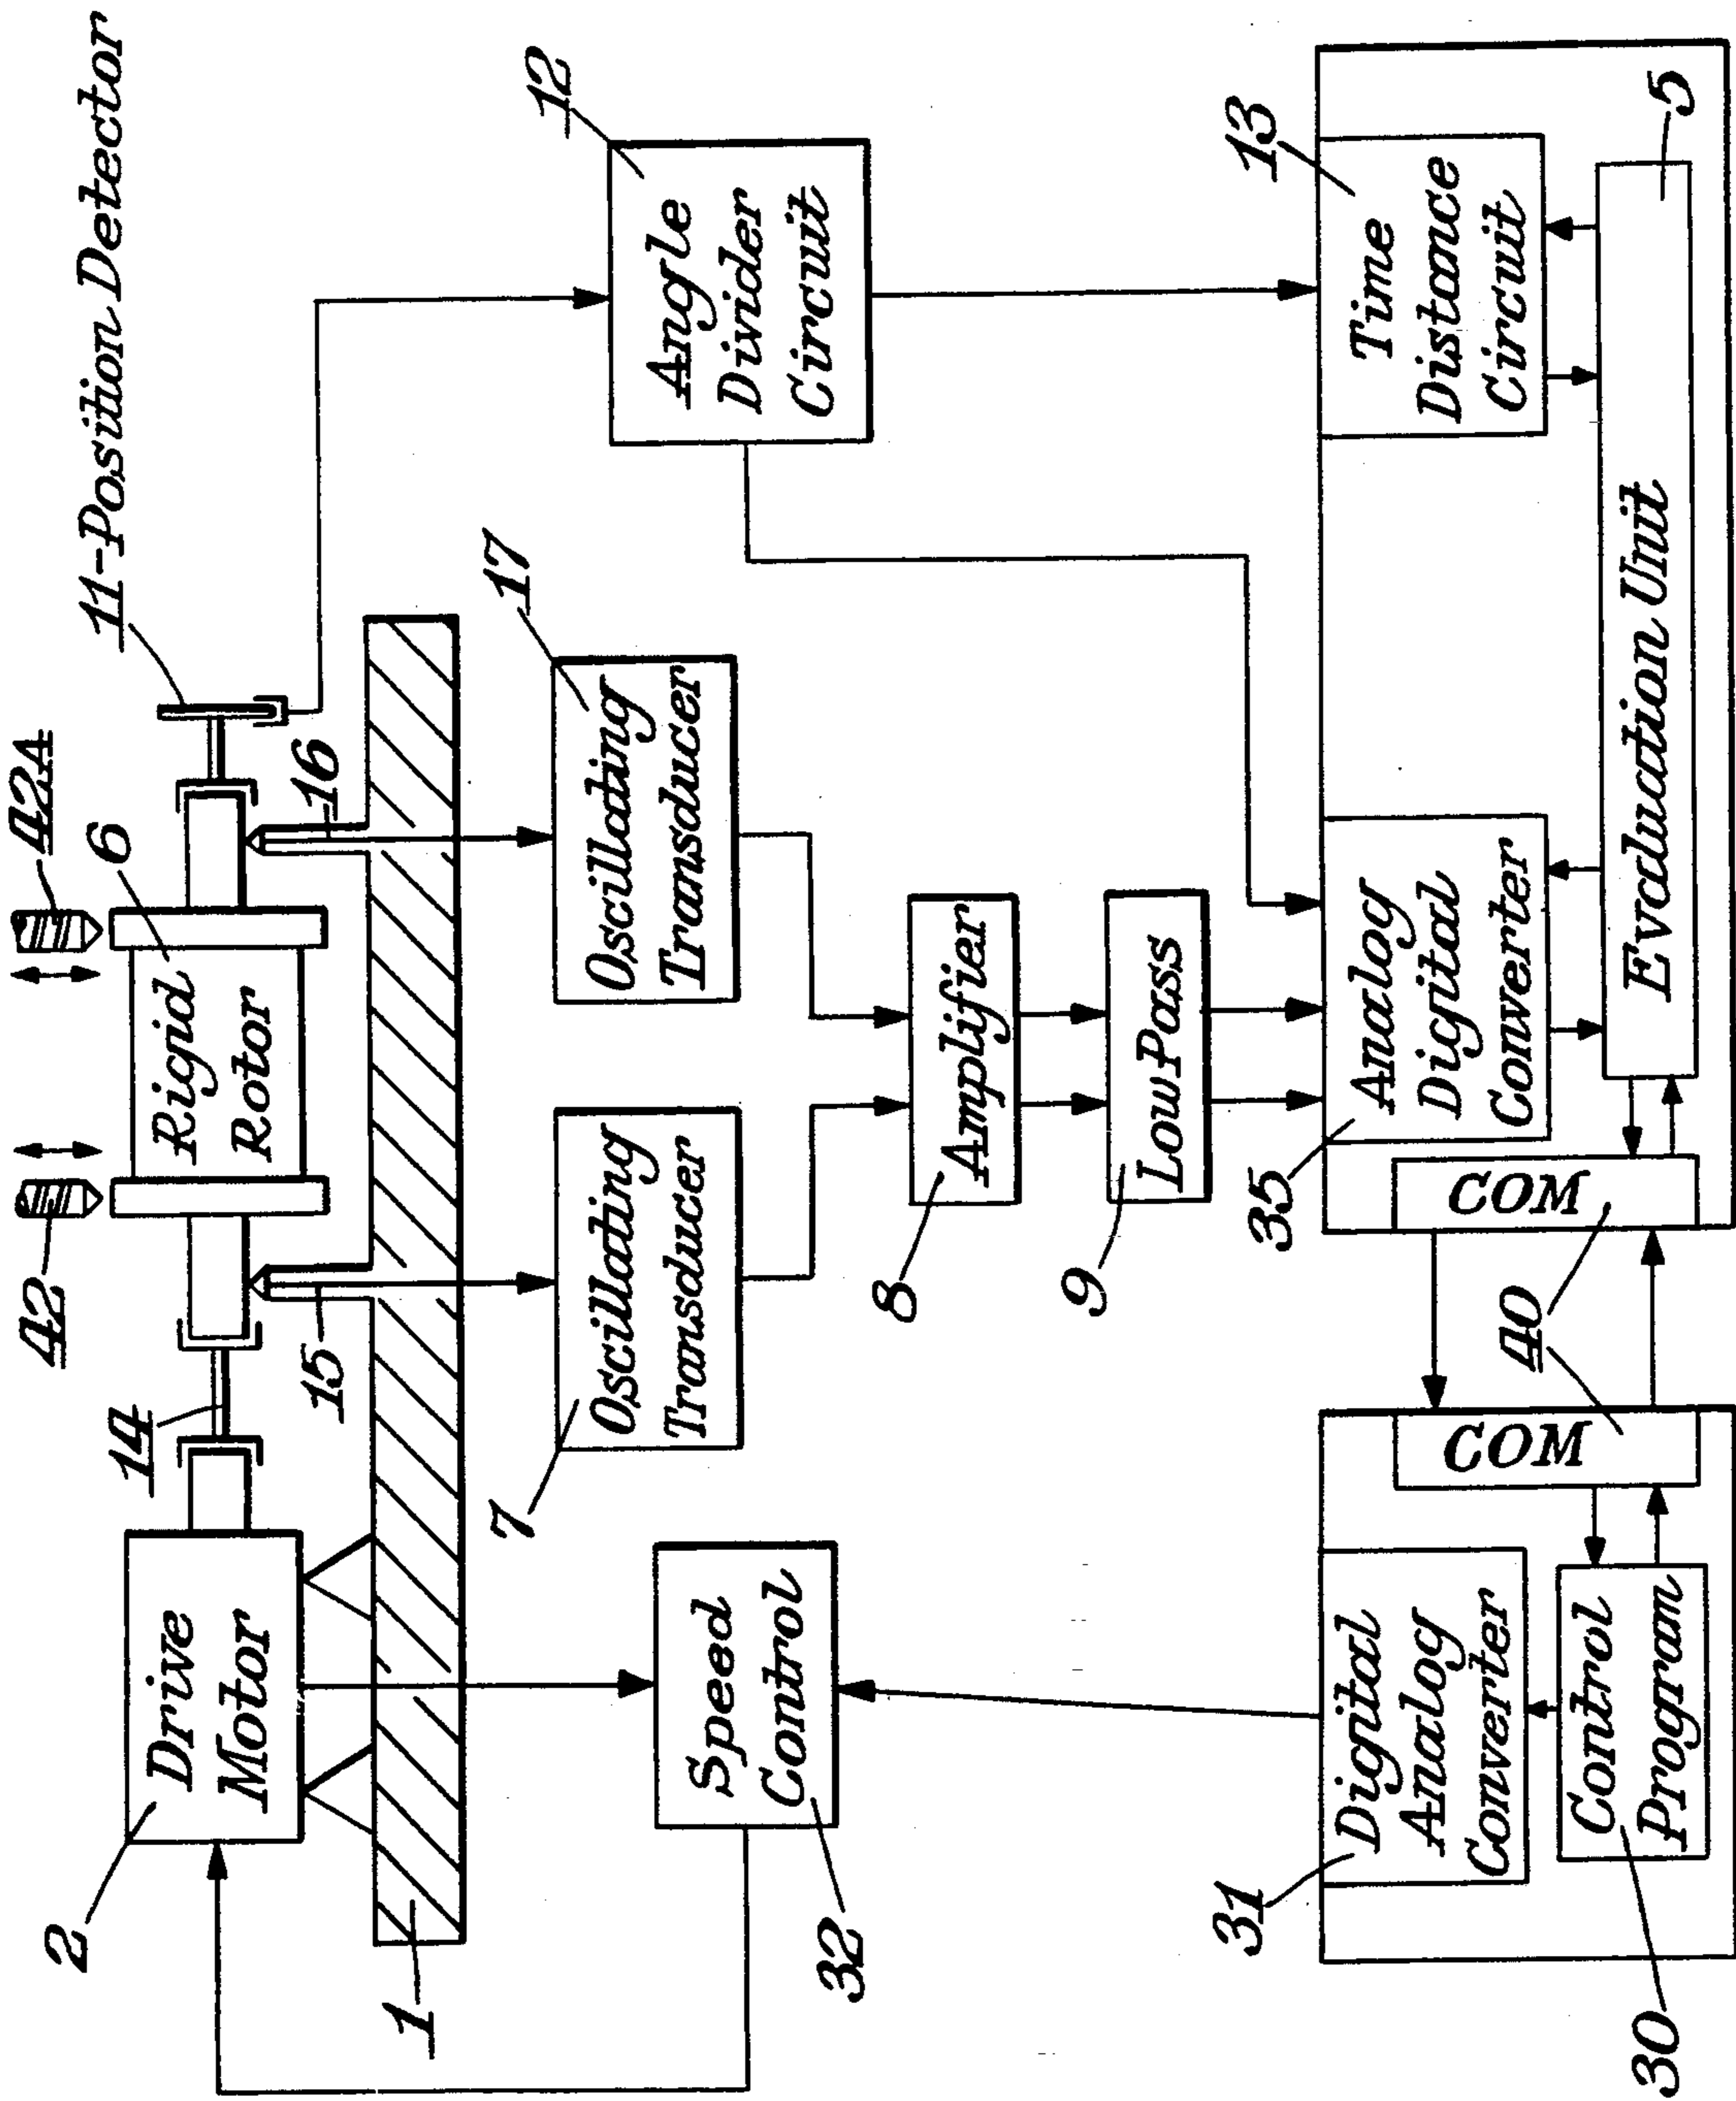 42
42A
11-Position Detector
14
6
2
Drive
Motor
Rigid
Rotor
15
16
1
7
Oscillating
Transducer
17
Oscillating
Transducer
12
Angle
Divider
Circuit
32
Speed
Control
8
Amplifier
9
LowPass
31
Digital
Analog
Converter
30
Control
Program
COM
40
COM
35
Analog
Digital
Converter
13
Time
Distance
Circuit
Evaluation Unit
5